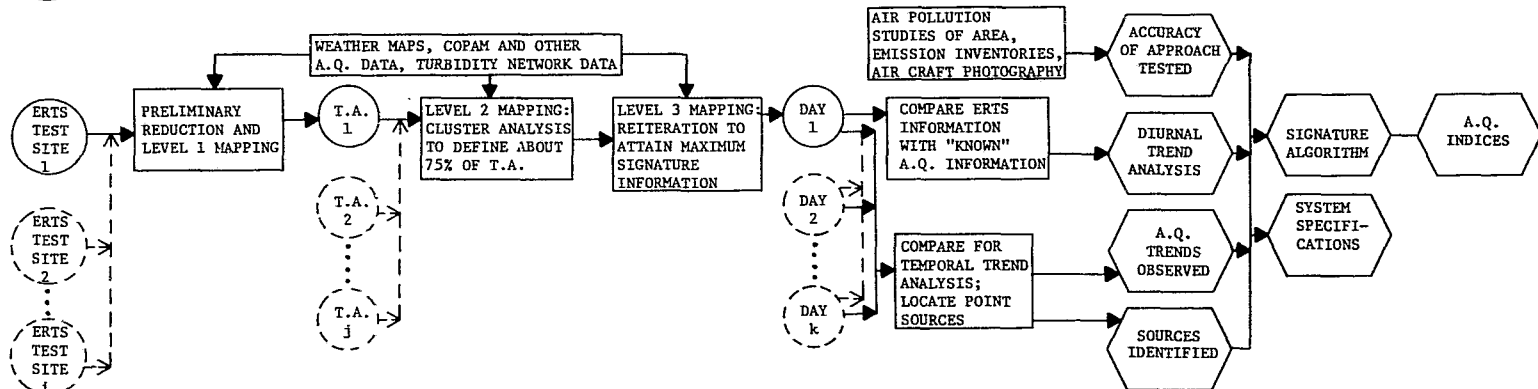 WEATHER MAPS, COPAM AND OTHER
A.Q. DATA, TURBIDITY NETWORK DATA
AIR POLLUTION
STUDIES OF AREA,
EMISSION INVENTORIES,
AIR CRAFT PHOTOGRAPHY
ACCURACY
OF APPROACH
TESTED
ERTS
TEST
SITE
1
PRELIMINARY
REDUCTION AND
LEVEL 1 MAPPING
T.A.
1
LEVEL 2 MAPPING:
CLUSTER ANALYSIS
TO DEFINE ABOUT
75% OF T.A.
LEVEL 3 MAPPING:
REITERATION TO
ATTAIN MAXIMUM
SIGNATURE
INFORMATION
DAY
1
COMPARE ERTS
INFORMATION
WITH "KNOWN"
A.Q. INFORMATION
DIURNAL
TREND
ANALYSIS
SIGNATURE
ALGORITHM
A.Q.
INDICES
ERTS
TEST
SITE
2
T.A.
2
DAY
2
COMPARE FOR
TEMPORAL TREND
ANALYSIS;
LOCATE POINT
SOURCES
A.Q.
TRENDS
OBSERVED
SYSTEM
SPECIFI-
CATIONS
ERTS
TEST
SITE
T.A.
j
DAY
k
SOURCES
IDENTIFIED